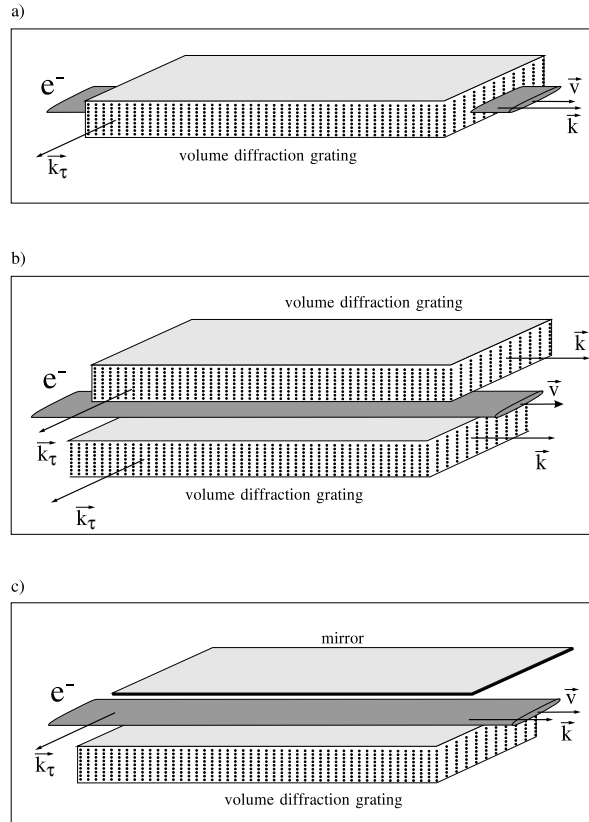 a)
e⁻
v⃗
k⃗
k⃗τ
volume diffraction grating
b)
volume diffraction grating
k⃗
e⁻
v⃗
k⃗τ
k⃗
volume diffraction grating
k⃗τ
c)
mirror
e⁻
v⃗
k⃗
k⃗τ
volume diffraction grating